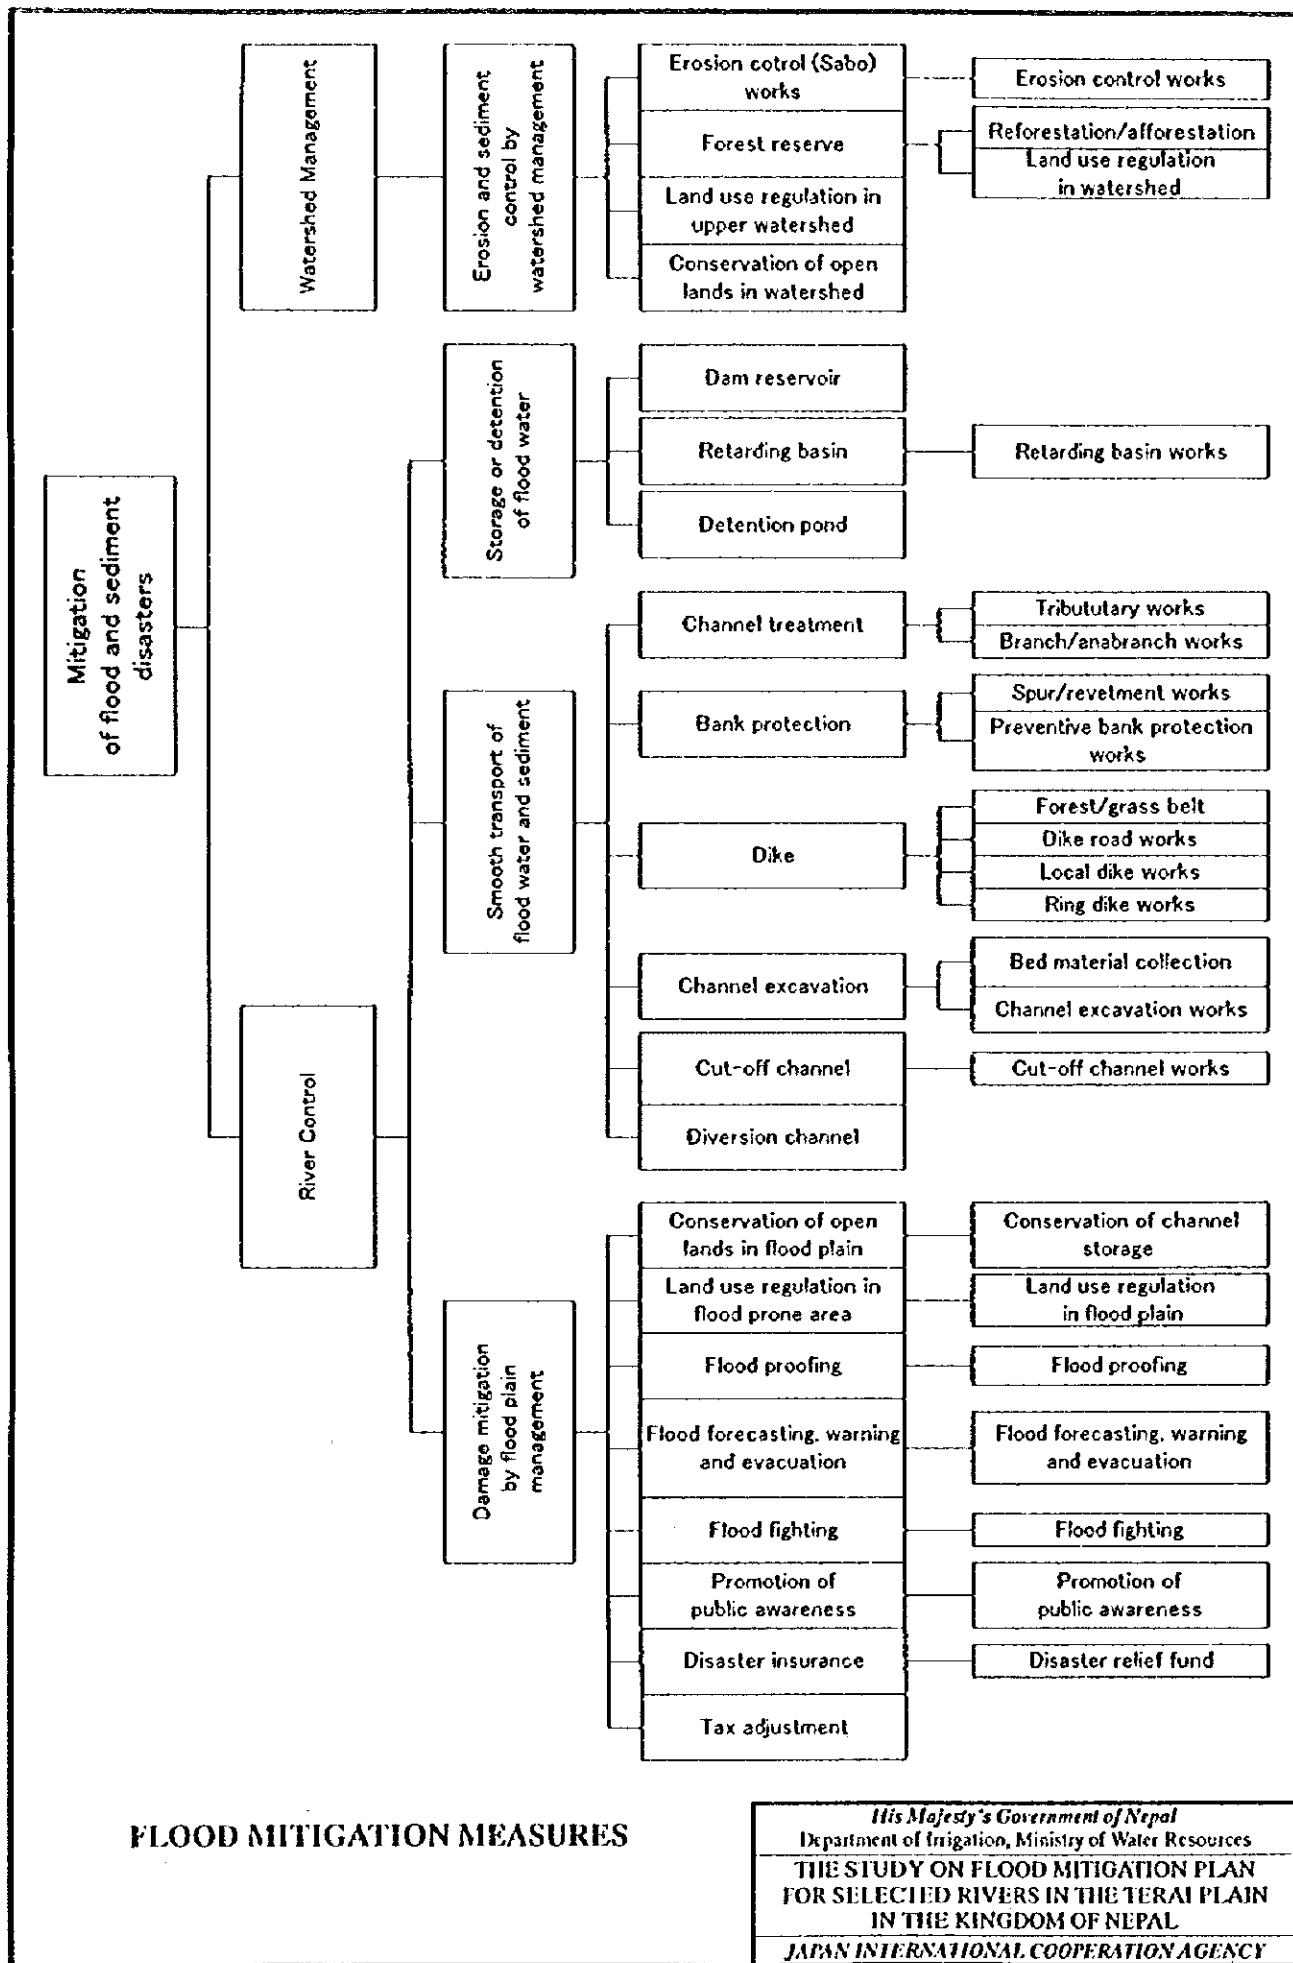 Mitigation
of flood and sediment
disasters
Watershed Management
River Control
Erosion and sediment
control by
watershed management
Storage or detention
of flood water
Smooth transport of
flood water and sediment
Damage mitigation
by flood plain
management
Erosion cotrol (Sabo)
works
Forest reserve
Land use regulation in
upper watershed
Conservation of open
lands in watershed
Dam reservoir
Retarding basin
Detention pond
Channel treatment
Bank protection
Dike
Channel excavation
Cut-off channel
Diversion channel
Conservation of open
lands in flood plain
Land use regulation in
flood prone area
Flood proofing
Flood forecasting, warning
and evacuation
Flood fighting
Promotion of
public awareness
Disaster insurance
Tax adjustment
Erosion control works
Reforestation/afforestation
Land use regulation
in watershed
Retarding basin works
Tribututary works
Branch/anabranch works
Spur/revetment works
Preventive bank protection
works
Forest/grass belt
Dike road works
Local dike works
Ring dike works
Bed material collection
Channel excavation works
Cut-off channel works
Conservation of channel
storage
Land use regulation
in flood plain
Flood proofing
Flood forecasting, warning
and evacuation
Flood fighting
Promotion of
public awareness
Disaster relief fund
FLOOD MITIGATION MEASURES
His Majesty's Government of Nepal
Department of Irrigation, Ministry of Water Resources
THE STUDY ON FLOOD MITIGATION PLAN
FOR SELECTED RIVERS IN THE TERAI PLAIN
IN THE KINGDOM OF NEPAL
JAPAN INTERNATIONAL COOPERATION AGENCY